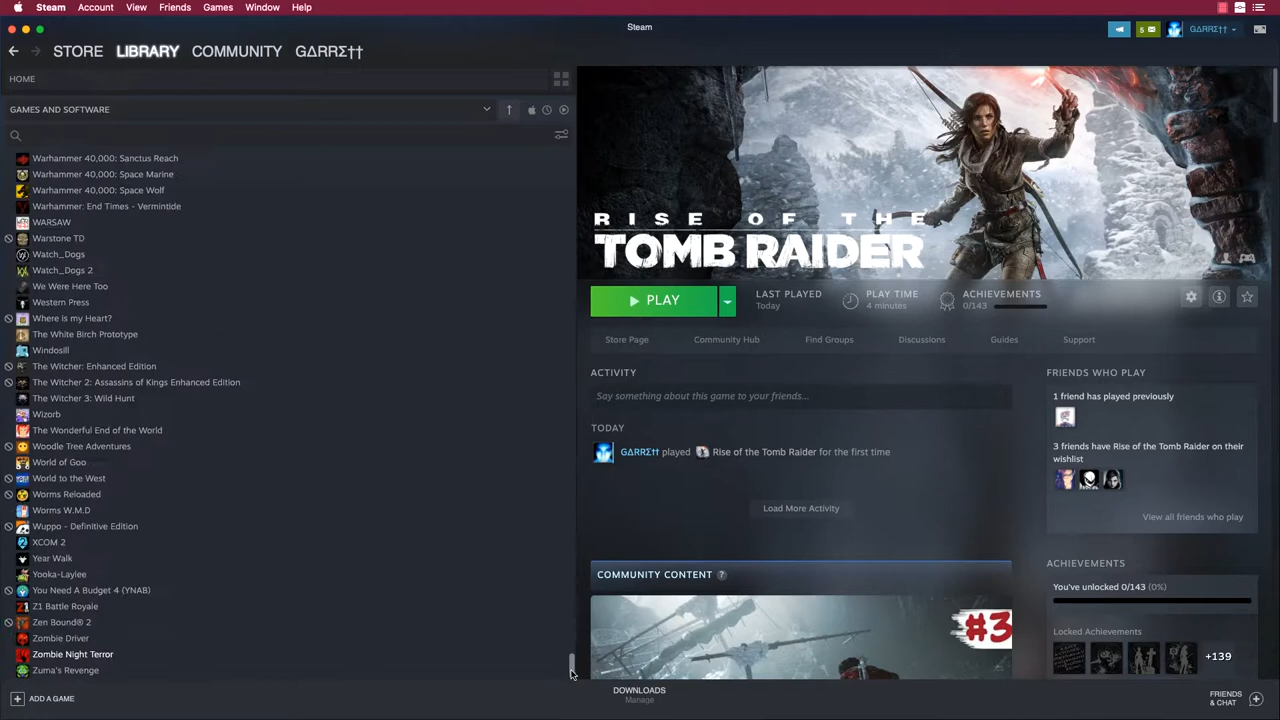 Steam Account View Friends Games Window Help
Steam
5
GΔRRΣ††
STORE LIBRARY COMMUNITY GΔRRΣ††
HOME
GAMES AND SOFTWARE
Warhammer 40,000: Sanctus Reach
Warhammer 40,000: Space Marine
Warhammer 40,000: Space Wolf
Warhammer: End Times - Vermintide
WARSAW
Warstone TD
Watch_Dogs
Watch_Dogs 2
We Were Here Too
Western Press
Where is my Heart?
The White Birch Prototype
Windosill
The Witcher: Enhanced Edition
The Witcher 2: Assassins of Kings Enhanced Edition
The Witcher 3: Wild Hunt
Wizorb
The Wonderful End of the World
Woodle Tree Adventures
World of Goo
World to the West
Worms Reloaded
Worms W.M.D
Wuppo - Definitive Edition
XCOM 2
Year Walk
Yooka-Laylee
You Need A Budget 4 (YNAB)
Z1 Battle Royale
Zen Bound® 2
Zombie Driver
Zombie Night Terror
Zuma's Revenge
ADD A GAME
RISE OF THE
TOMB RAIDER
PLAY
LAST PLAYED
Today
PLAY TIME
4 minutes
ACHIEVEMENTS
0/143
Store Page Community Hub Find Groups Discussions Guides Support
ACTIVITY
Say something about this game to your friends...
TODAY
GΔRRΣ†† played Rise of the Tomb Raider for the first time
Load More Activity
COMMUNITY CONTENT ?
#3
FRIENDS WHO PLAY
1 friend has played previously
3 friends have Rise of the Tomb Raider on their
wishlist
View all friends who play
ACHIEVEMENTS
You've unlocked 0/143 (0%)
Locked Achievements
+139
DOWNLOADS
Manage
FRIENDS
& CHAT